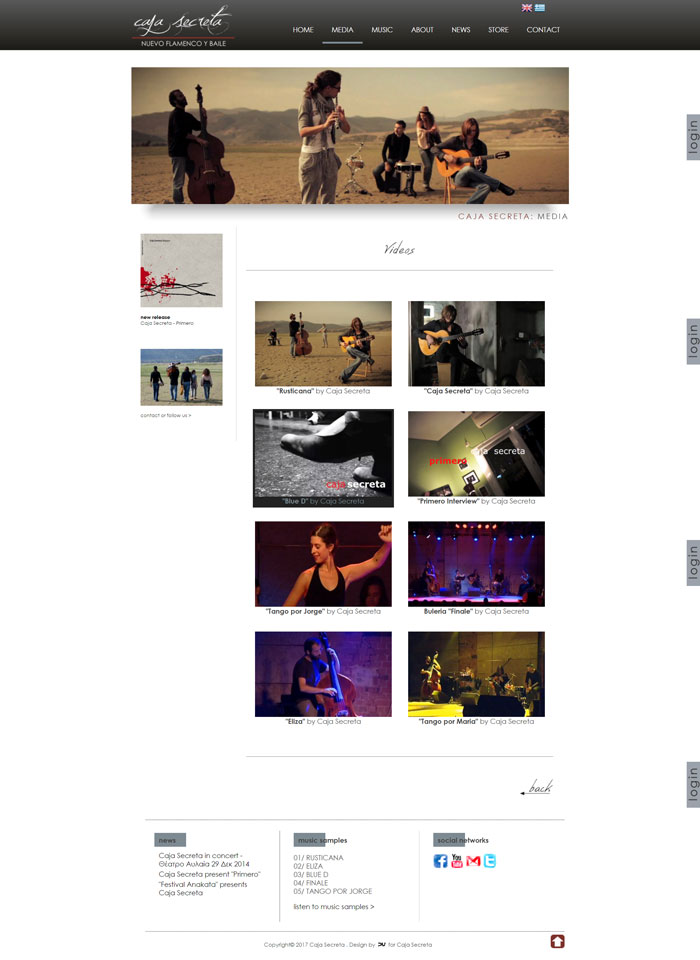 caja secreta
NUEVO FLAMENCO Y BAILE
HOME MEDIA MUSIC ABOUT NEWS STORE CONTACT
login
CAJA SECRETA: MEDIA
Videos
new release
Caja Secreta - Primero
contact or follow us >
"Rusticana" by Caja Secreta
"Caja Secreta" by Caja Secreta
caja secreta
"Blue D" by Caja Secreta
primero secreta
"Primero Interview" by Caja Secreta
"Tango por Jorge" by Caja Secreta
Buleria "Finale" by Caja Secreta
"Eliza" by Caja Secreta
"Tango por Maria" by Caja Secreta
login
login
login
back
news
Caja Secreta in concert -
Θέατρο Αυλαία 29 Δεκ 2014
Caja Secreta present "Primero"
"Festival Anakata" presents
Caja Secreta
music samples
01/ RUSTICANA
02/ ELIZA
03/ BLUE D
04/ FINALE
05/ TANGO POR JORGE
listen to music samples >
social networks
You
Tube
Copyright© 2017 Caja Secreta . Design by for Caja Secreta